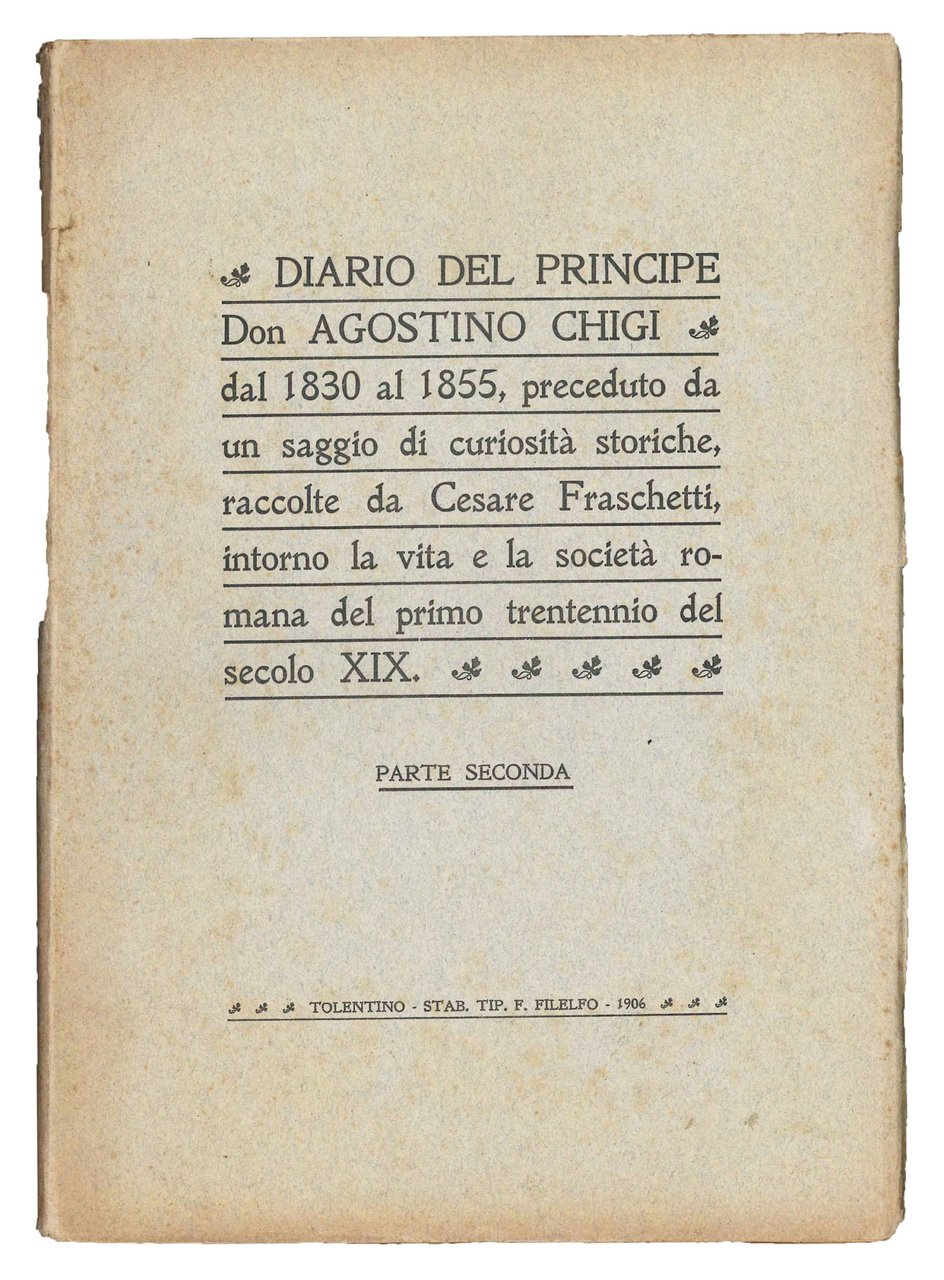 DIARIO DEL PRINCIPE
Don AGOSTINO CHIGI
dal 1830 al 1855, preceduto da
un saggio di curiosità storiche,
raccolte da Cesare Fraschetti,
intorno la vita e la società ro-
mana del primo trentennio del
secolo XIX.
PARTE SECONDA
TOLENTINO - STAB. TIP. F. FILELFO - 1906